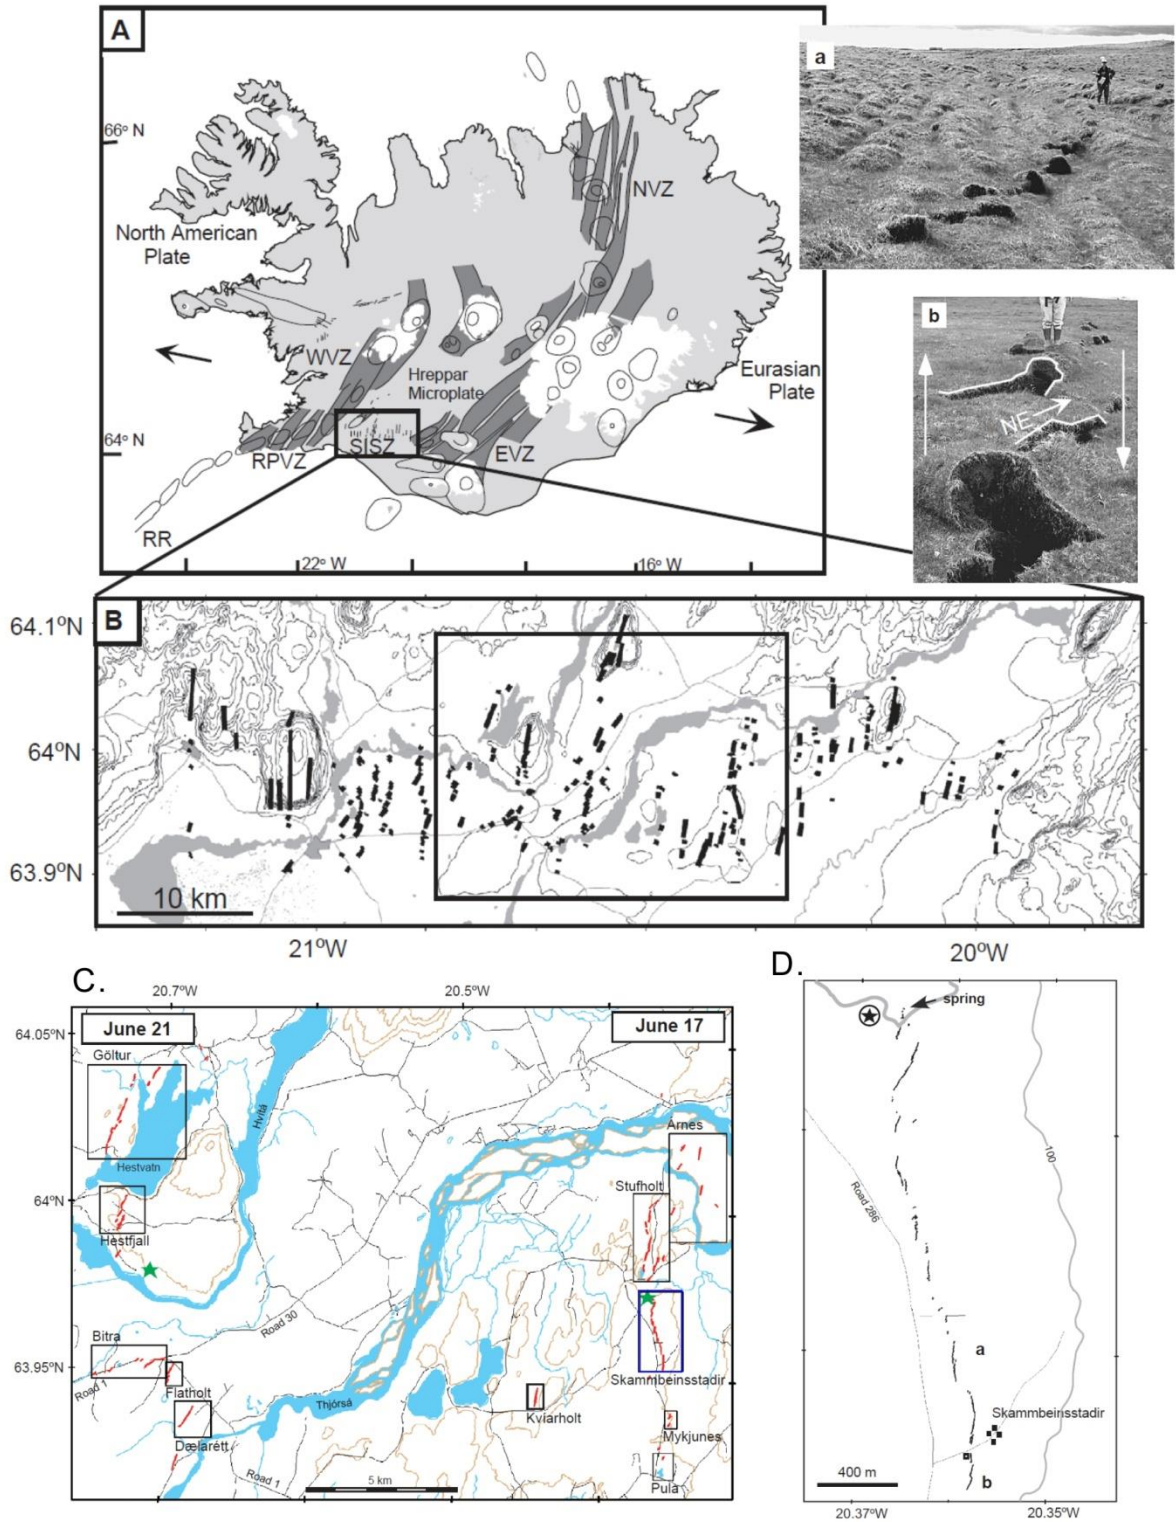 A
66° N
North American
Plate
NVZ
WVZ
Hreppar
Microplate
Eurasian
Plate
64° N
SISZ
RPVZ
EVZ
RR
22° W
16° W
a
b
NE
B
64.1°N
64°N
63.9°N
10 km
21°W
20°W
C.
20.7°W
20.5°W
64.05°N
June 21
June 17
Göltur
Hvítá
Árnes
Hestvatn
Stufholt
64°N
Hestfjall
Road 30
Bitra
63.95°N
Road 1
Flatholt
Skammbeinsstadir
Thjórsá
Kviarholt
Dælarétt
Mykjunes
Road 1
5 km
Pula
D.
spring
100
Road 286
a
Skammbeinsstadir
b
400 m
20.37°W
20.35°W